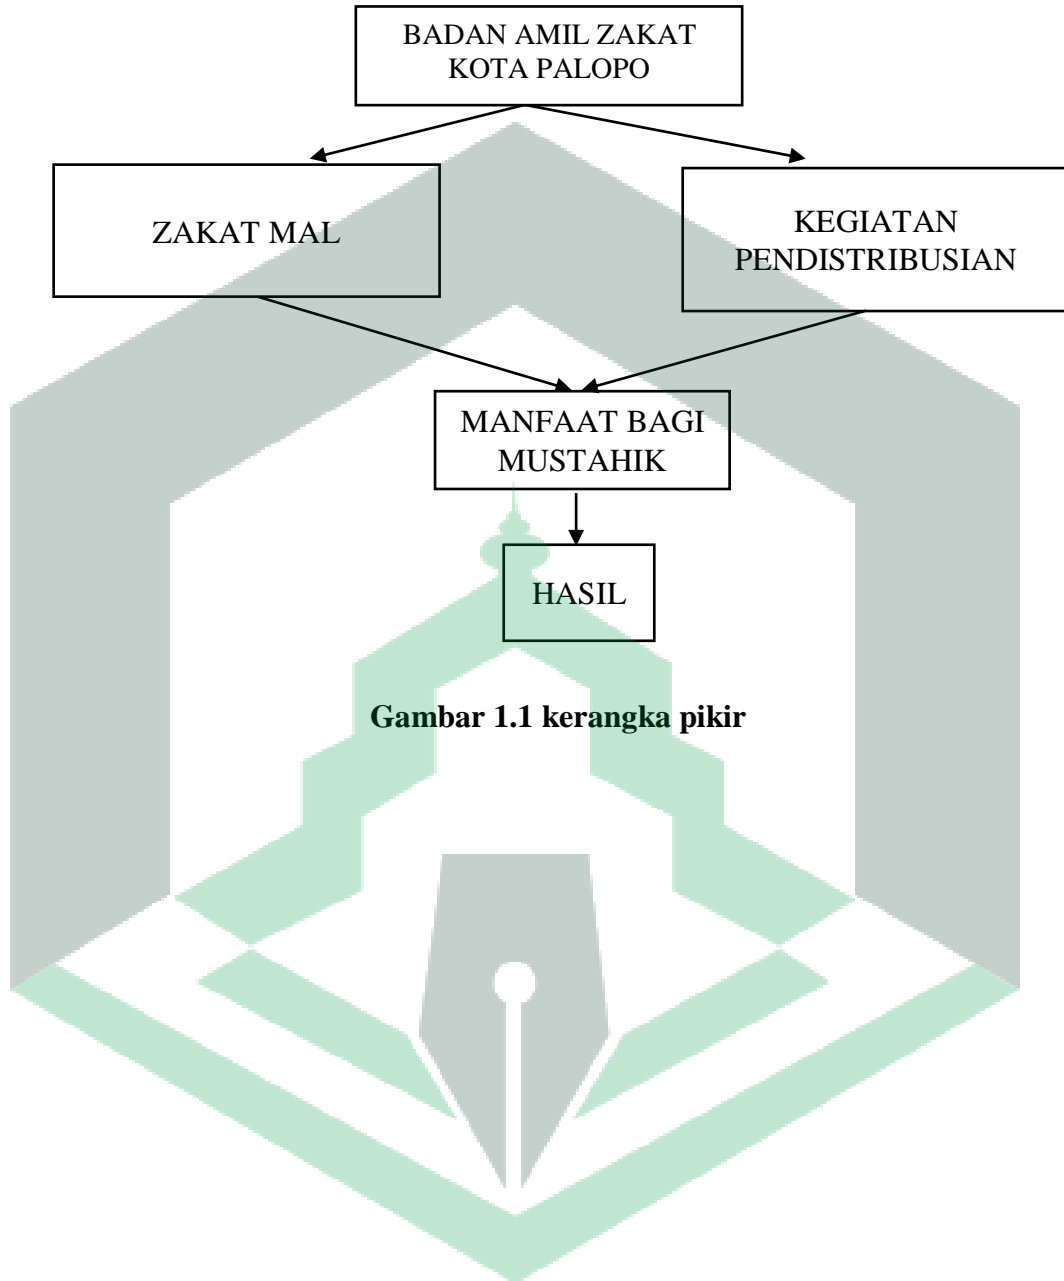 BADAN AMIL ZAKAT
KOTA PALOPO
ZAKAT MAL
KEGIATAN
PENDISTRIBUSIAN
MANFAAT BAGI
MUSTAHIK
HASIL
Gambar 1.1 kerangka pikir